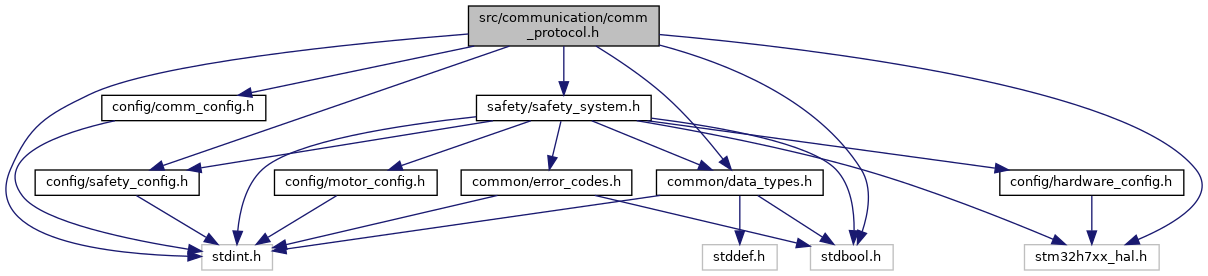 src/communication/comm
_protocol.h
config/comm_config.h
safety/safety_system.h
config/safety_config.h
config/motor_config.h
common/error_codes.h
common/data_types.h
config/hardware_config.h
stdint.h
stddef.h
stdbool.h
stm32h7xx_hal.h